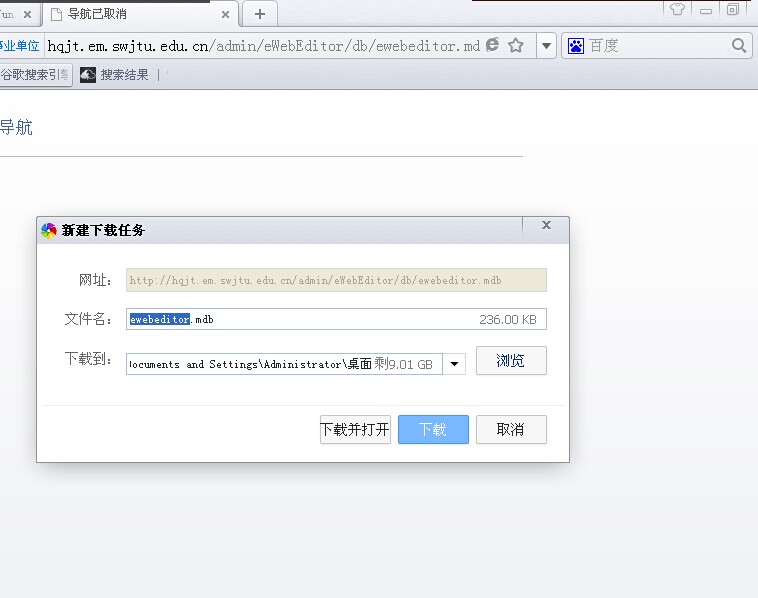 un.
导航已取消
事业单位 hqjt.em.swjtu.edu.cn/admin/eWebEditor/db/ewebeditor.md 百度
谷歌搜索引 搜索结果
导航
新建下载任务
网址: http://hqjt.em.swjtu.edu.cn/admin/eWebEditor/db/ewebeditor.mdb
文件名: ewebeditor.mdb 236.00 KB
下载到: ocuments and Settings\Administrator\桌面 剩9.01 GB 浏览
下载并打开 下载 取消